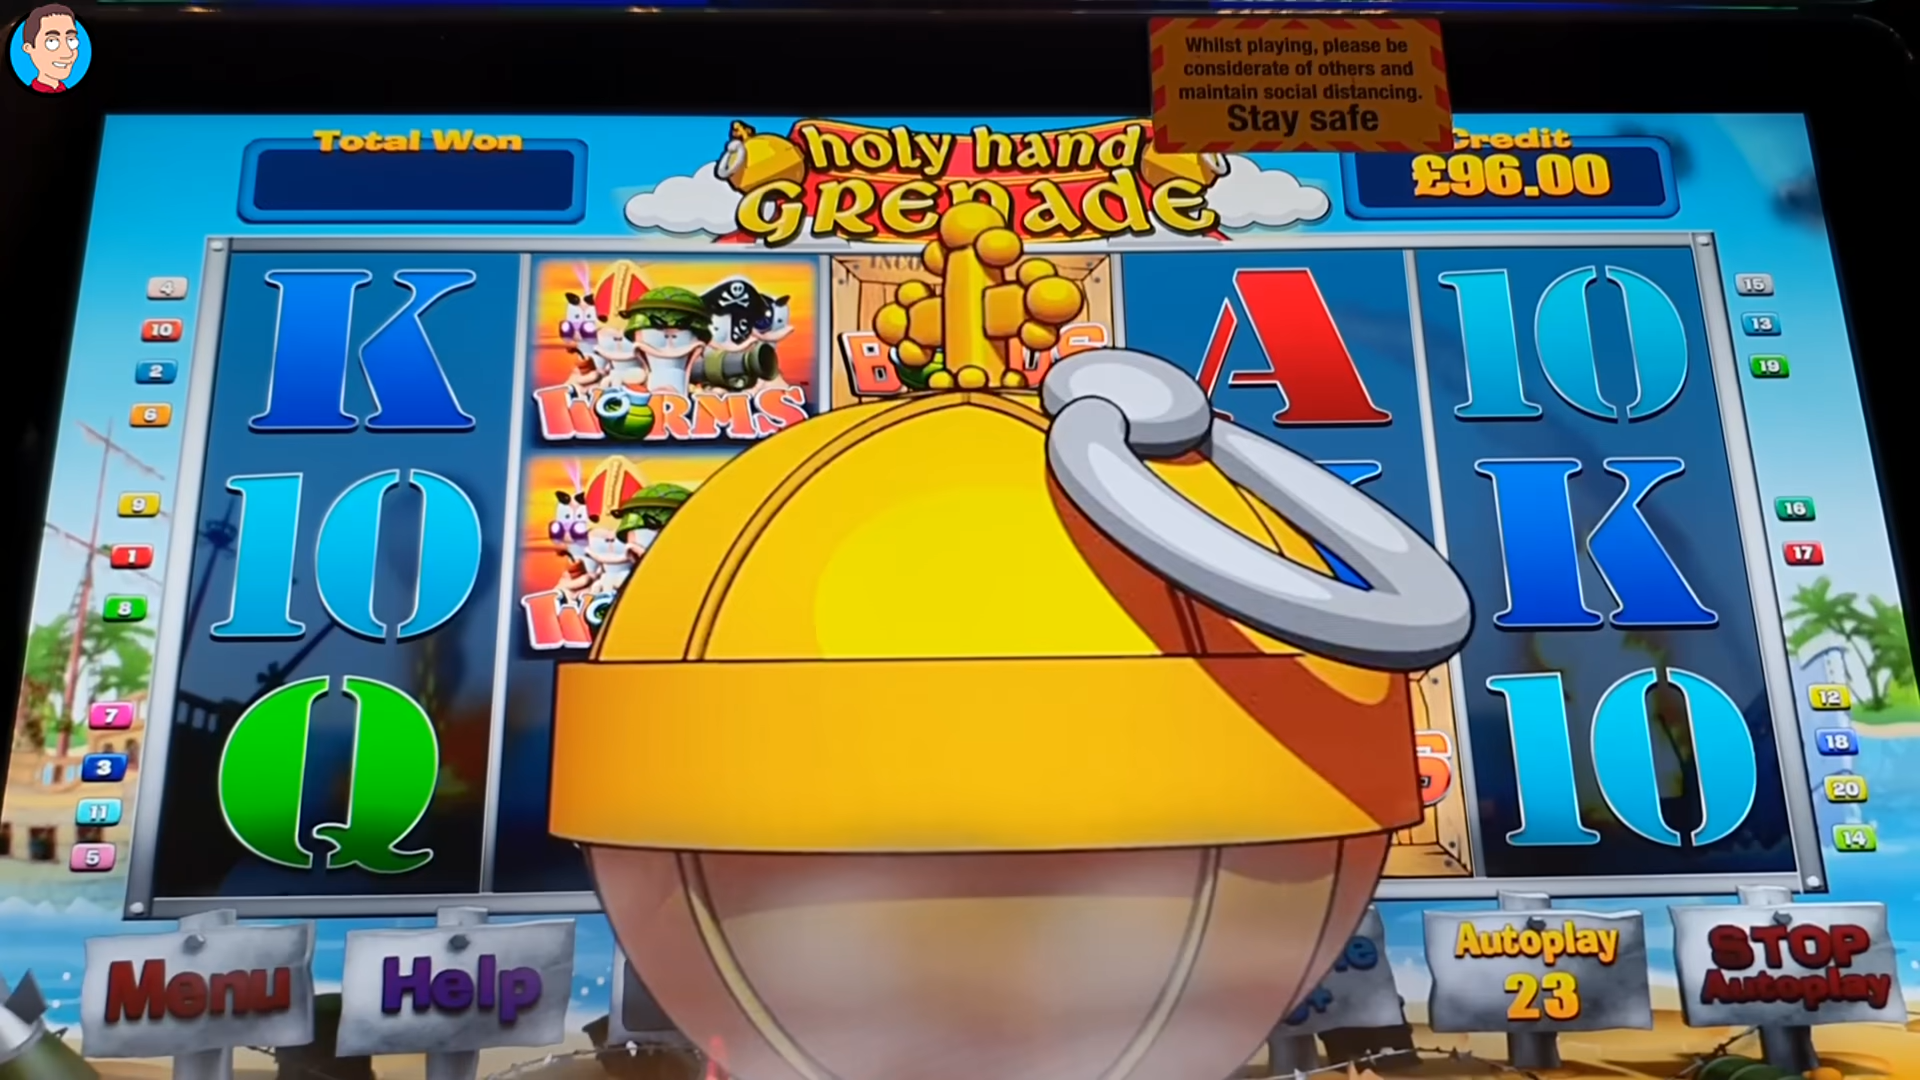 Whilst playing, please be
considerate of others and
maintain social distancing.
Stay safe
Total Won
holy hand
GRENADE
Credit
£96.00
K
WORMS
A
10
4
10
2
6
15
13
19
10
K
9
1
8
16
17
Q
10
7
3
11
5
12
18
20
14
Menu
Help
Autoplay
23
STOP
Autoplay